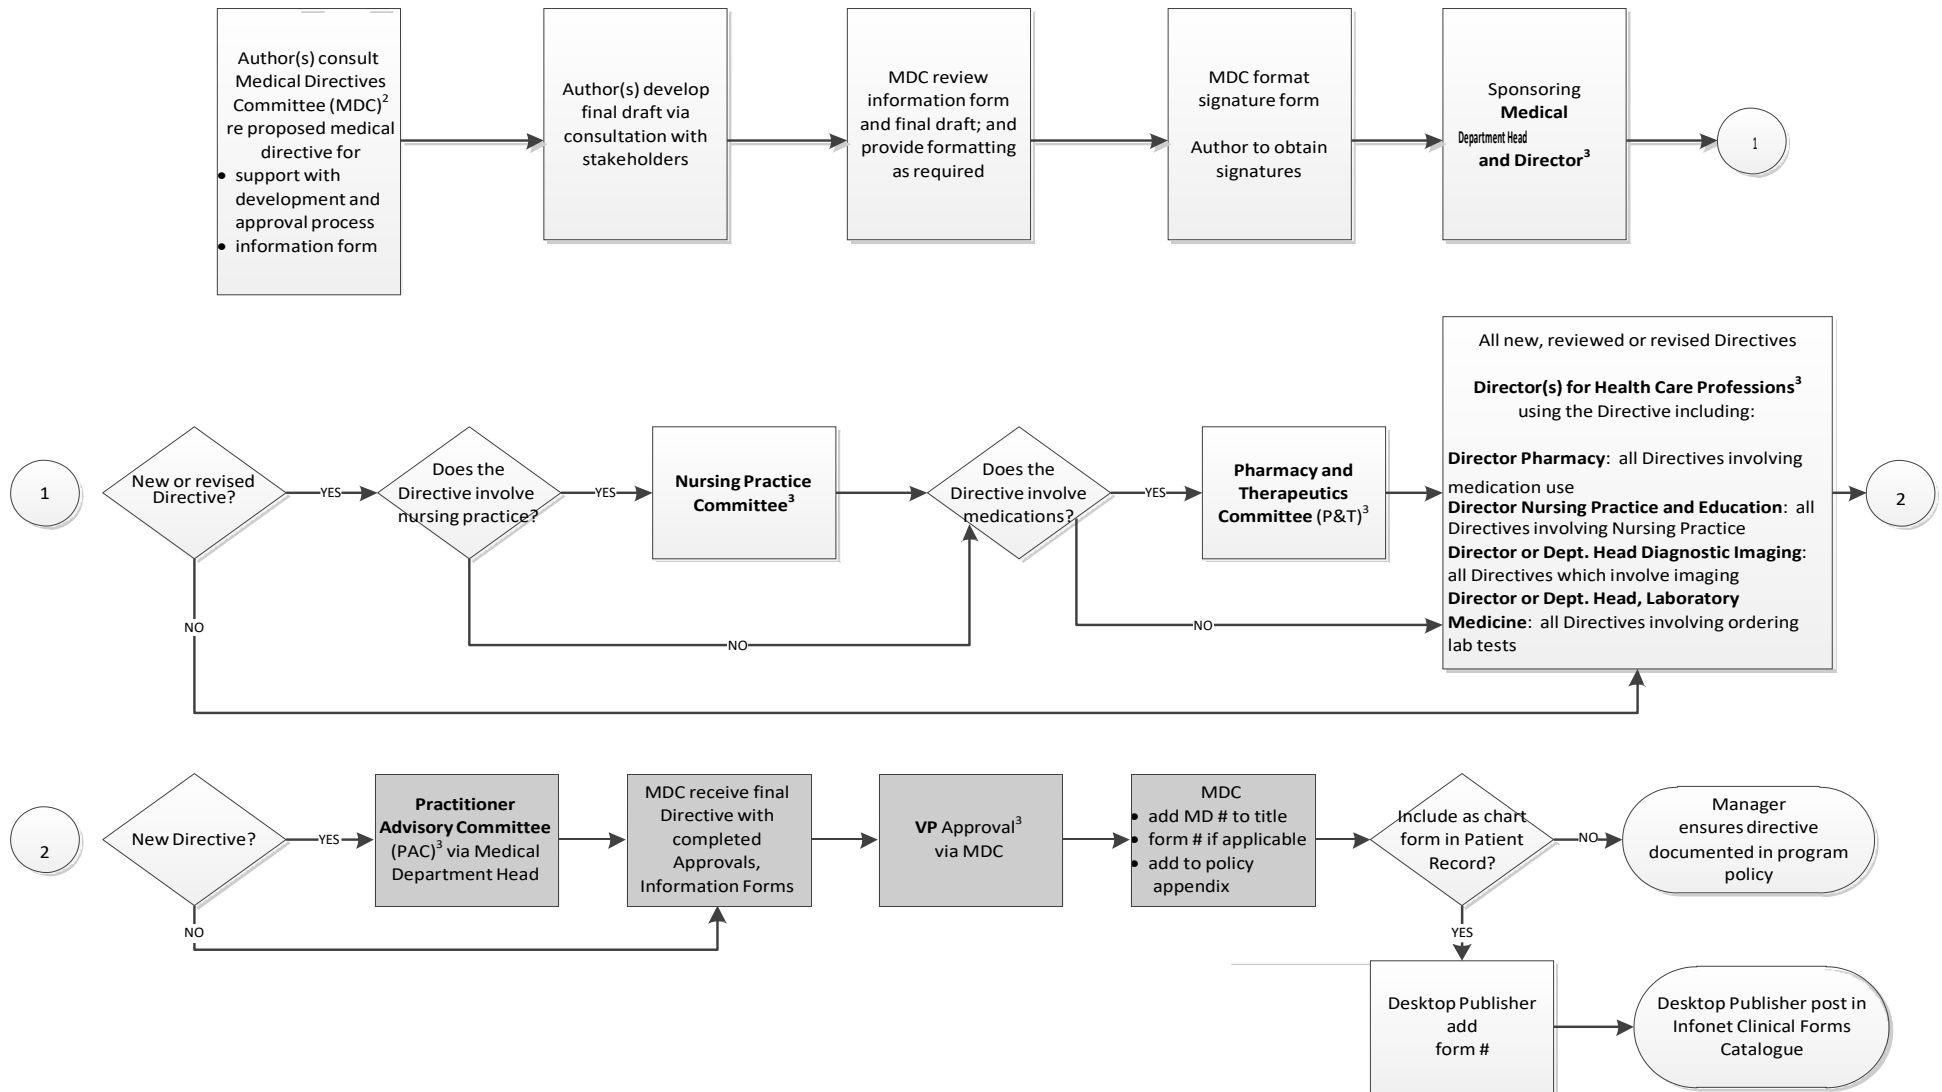 Author(s) consult
Medical Directives
Committee (MDC)2
re proposed medical
directive for
• support with
development and
approval process
• information form
Author(s) develop
final draft via
consultation with
stakeholders
MDC review
information form
and final draft; and
provide formatting
as required
MDC format
signature form
Author to obtain
signatures
Sponsoring
Medical
Department Head
and Director3
1
1
New or revised
Directive?
YES
NO
Does the
Directive involve
nursing practice?
YES
NO
Nursing Practice
Committee3
Does the
Directive involve
medications?
YES
NO
Pharmacy and
Therapeutics
Committee (P&T)3
All new, reviewed or revised Directives
Director(s) for Health Care Professions3
using the Directive including:
Director Pharmacy: all Directives involving
medication use
Director Nursing Practice and Education: all
Directives involving Nursing Practice
Director or Dept. Head Diagnostic Imaging:
all Directives which involve imaging
Director or Dept. Head, Laboratory
Medicine: all Directives involving ordering
lab tests
2
2
New Directive?
YES
NO
Practitioner
Advisory Committee
(PAC)3 via Medical
Department Head
MDC receive final
Directive with
completed
Approvals,
Information Forms
VP Approval3
via MDC
MDC
• add MD # to title
• form # if applicable
• add to policy
appendix
Include as chart
form in Patient
Record?
NO
YES
Manager
ensures directive
documented in program
policy
Desktop Publisher
add
form #
Desktop Publisher post in
Infonet Clinical Forms
Catalogue